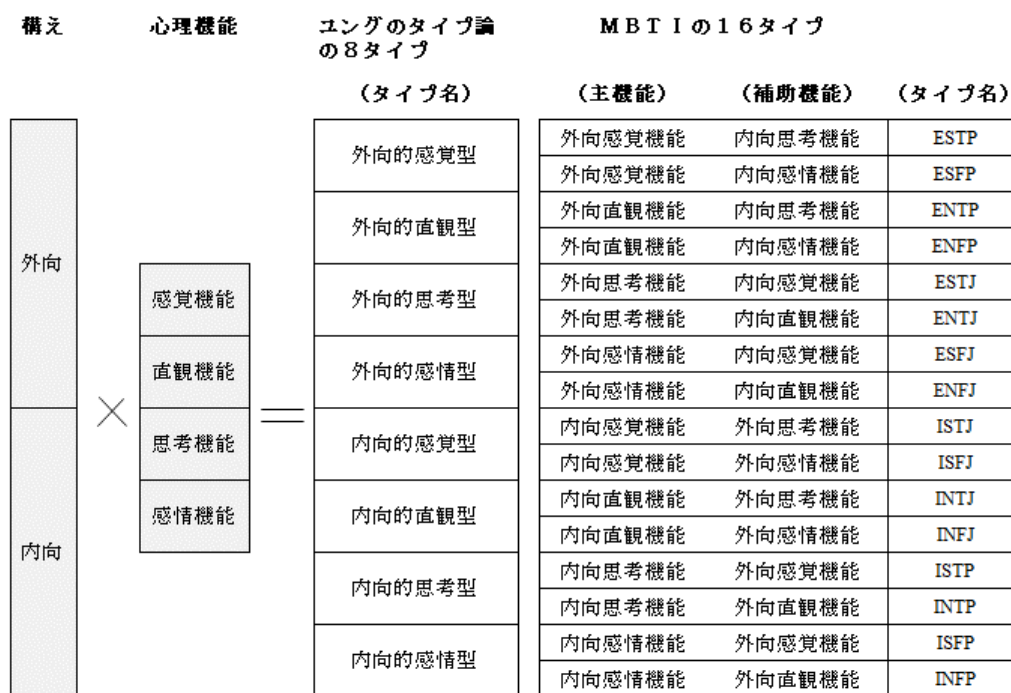 構え 心理機能 ユングのタイプ論 ＭＢＴＩの１６タイプ
の８タイプ
（タイプ名） （主機能） （補助機能） （タイプ名）
外向的感覚型 外向感覚機能 内向思考機能 ESTP
外向感覚機能 内向感情機能 ESFP
外向的直観型 外向直観機能 内向思考機能 ENTP
外向直観機能 内向感情機能 ENFP
外向 感覚機能 外向的思考型 外向思考機能 内向感覚機能 ESTJ
外向思考機能 内向直観機能 ENTJ
直観機能 外向的感情型 外向感情機能 内向感覚機能 ESFJ
外向感情機能 内向直観機能 ENFJ
× ＝
思考機能 内向的感覚型 内向感覚機能 外向思考機能 ISTJ
内向感覚機能 外向感情機能 ISFJ
感情機能 内向的直観型 内向直観機能 外向思考機能 INTJ
内向 内向直観機能 外向感情機能 INFJ
内向的思考型 内向思考機能 外向感覚機能 ISTP
内向思考機能 外向直観機能 INTP
内向的感情型 内向感情機能 外向感覚機能 ISFP
内向感情機能 外向直観機能 INFP